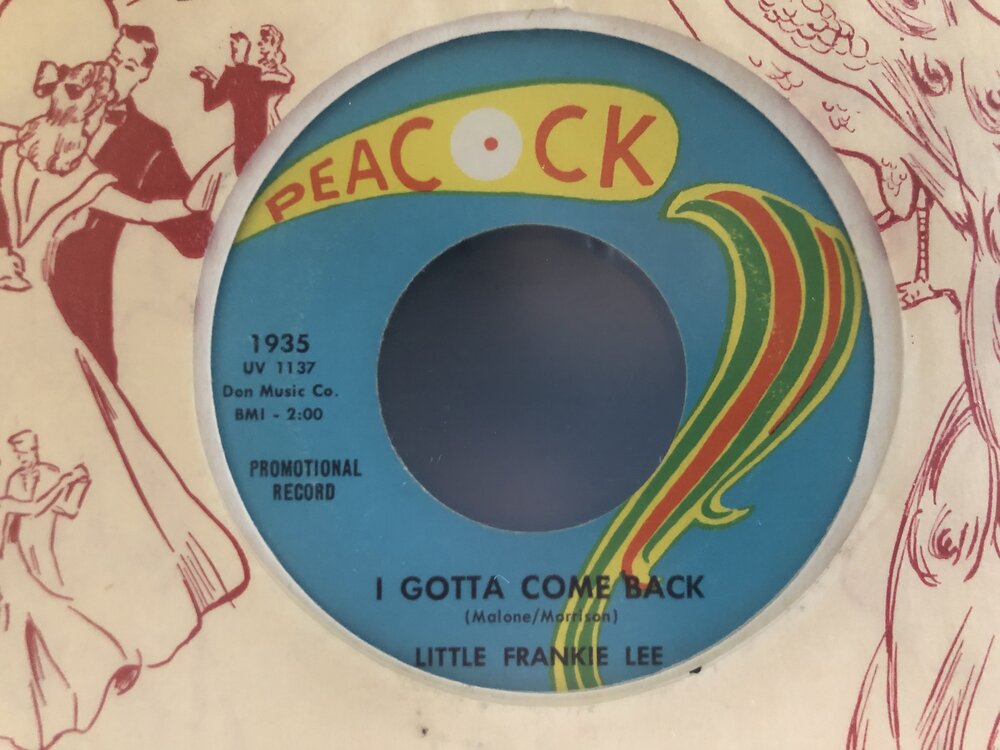 PEACOCK
1935
UV 1137
Don Music Co.
BMI - 2:00
PROMOTIONAL
RECORD
I GOTTA COME BACK
(Malone/Morrison)
LITTLE FRANKIE LEE